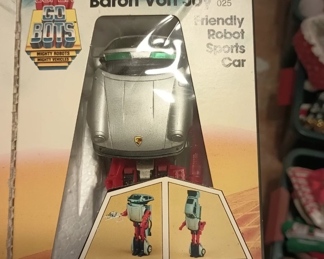 Baron Von Joy 025
GO
BOTS
MIGHTY ROBOTS
MIGHTY VEHICLES
Friendly
Robot
Sports
Car